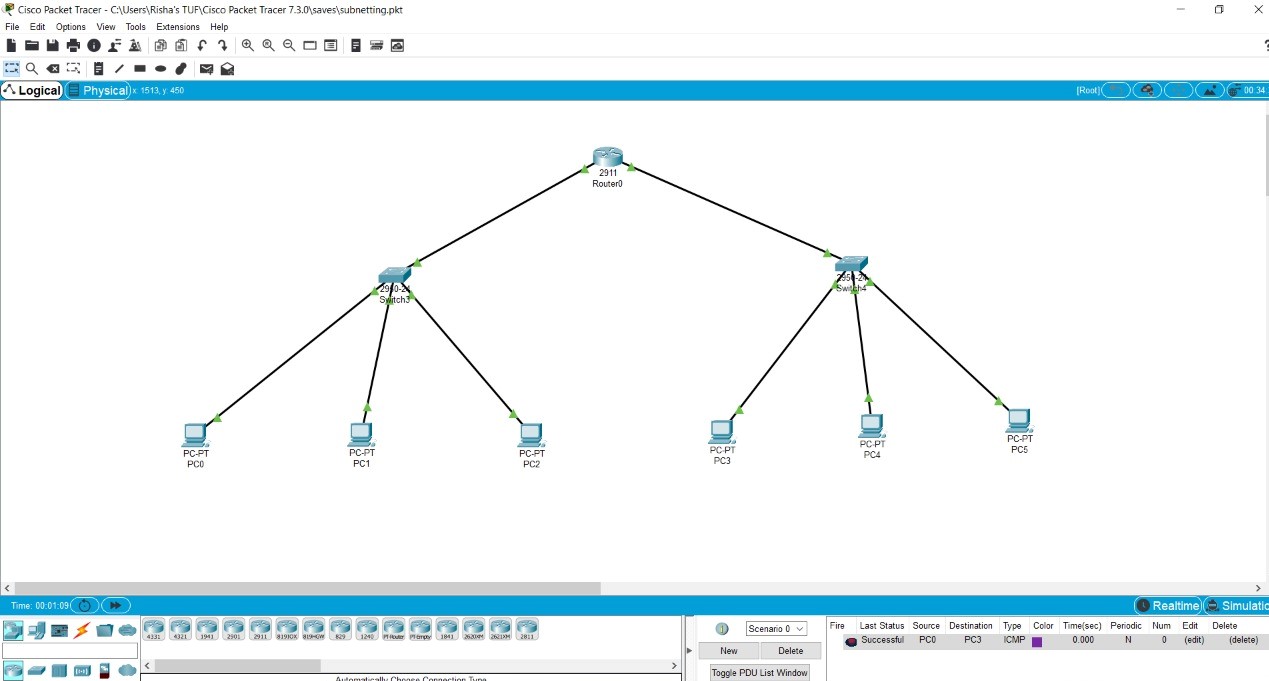 Cisco Packet Tracer - C:\Users\Risha's TUF\Cisco Packet Tracer 7.3.0\saves\subnetting.pkt
File Edit Options View Tools Extensions Help
Logical Physical x: 1513, y: 450 [Root] 00:34:
2911
Router0
2950-24
Switch3
2950-24
Switch4
PC-PT
PC0
PC-PT
PC1
PC-PT
PC2
PC-PT
PC3
PC-PT
PC4
PC-PT
PC5
Time: 00:01:09 Realtime Simulatio
4331 4321 1941 2901 2911 819IOX 819HGW 829 1240 PT-Router PT-Empty 1841 2620XM 2621XM 2811
Automatically Choose Connection Type
Scenario 0
New Delete
Toggle PDU List Window
Fire Last Status Source Destination Type Color Time(sec) Periodic Num Edit Delete
Successful PC0 PC3 ICMP 0.000 N 0 (edit) (delete)